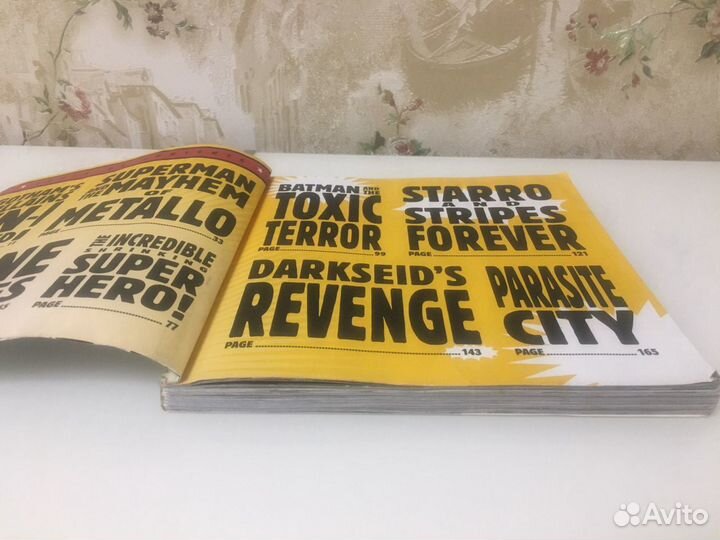 SUPERMAN
MAYHEM
OF
METALLO
33
THE INCREDIBLE
SHRINKING
SUPER
HERO!
PAGE 77
BATMAN AND THE
TOXIC
TERROR
PAGE 99
STARRO
AND
STRIPES
FOREVER
PAGE 121
DARKSEID'S
REVENGE
PAGE 143
PARASITE
CITY
PAGE 165
Avito